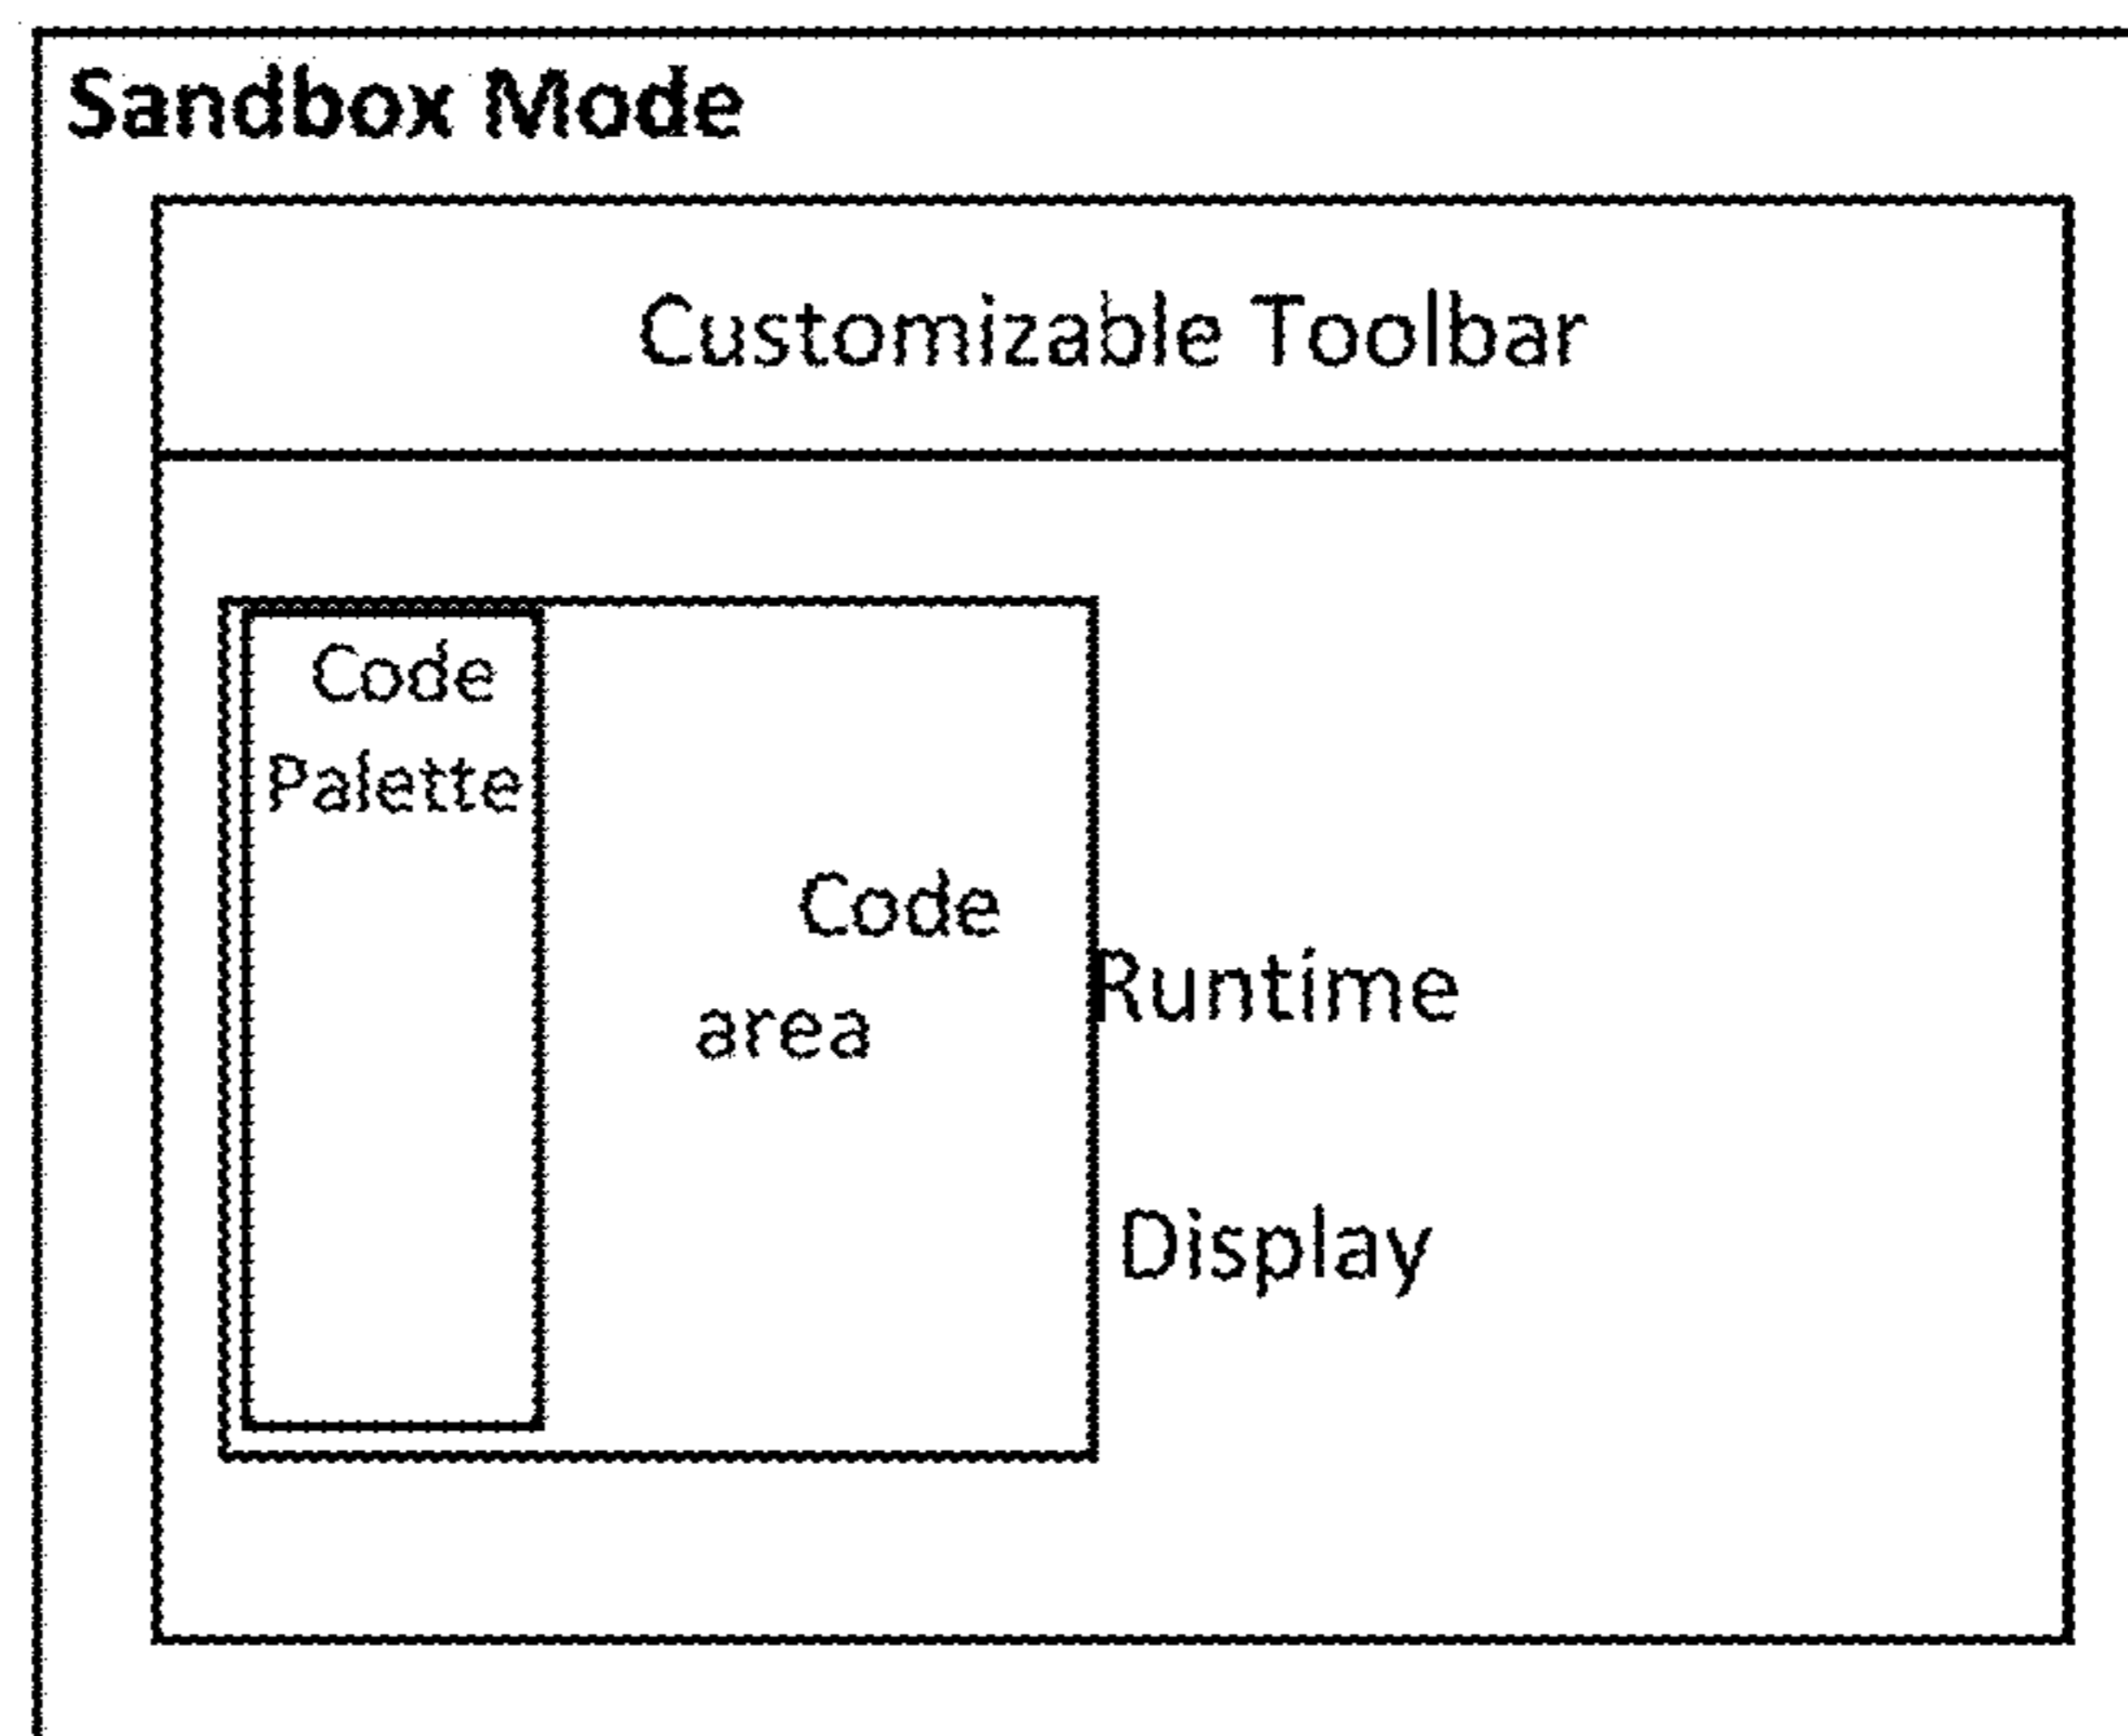 Sandbox Mode
Customizable Toolbar
Code
Palette
Code
area
Runtime
Display